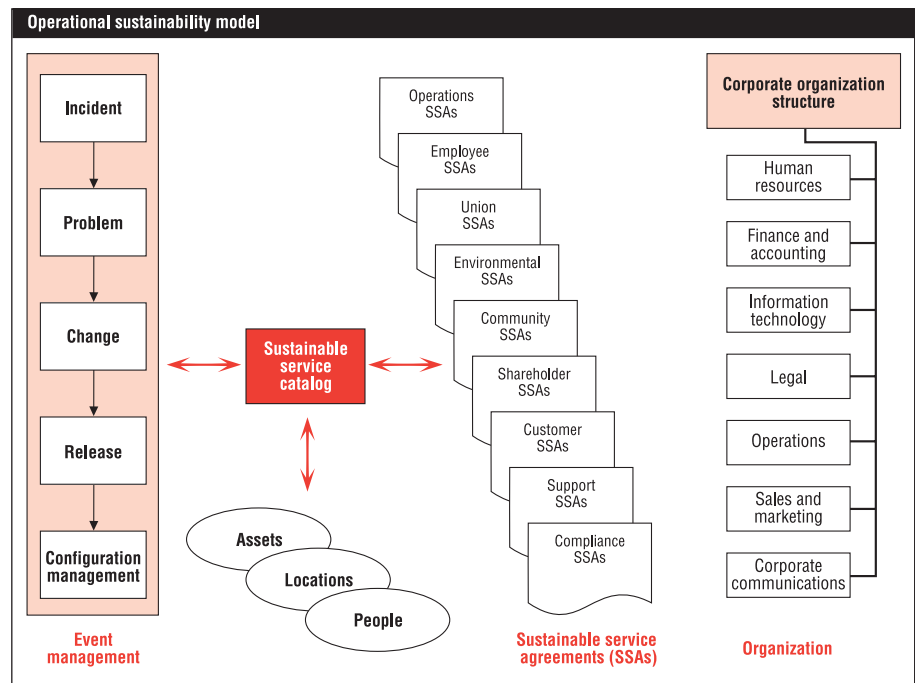 Operational sustainability model
Incident
Problem
Change
Release
Configuration
management
Event
management
Sustainable
service
catalog
Assets
Locations
People
Operations
SSAs
Employee
SSAs
Union
SSAs
Environmental
SSAs
Community
SSAs
Shareholder
SSAs
Customer
SSAs
Support
SSAs
Compliance
SSAs
Sustainable service
agreements (SSAs)
Corporate organization
structure
Human
resources
Finance and
accounting
Information
technology
Legal
Operations
Sales and
marketing
Corporate
communications
Organization